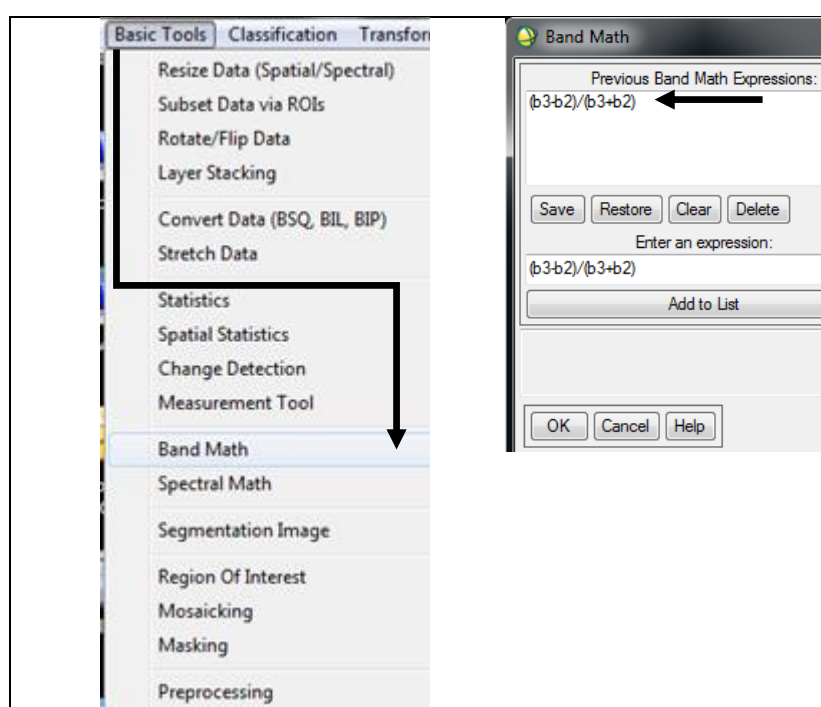 Basic Tools Classification Transfor
Resize Data (Spatial/Spectral)
Subset Data via ROIs
Rotate/Flip Data
Layer Stacking
Convert Data (BSQ, BIL, BIP)
Stretch Data
Statistics
Spatial Statistics
Change Detection
Measurement Tool
Band Math
Spectral Math
Segmentation Image
Region Of Interest
Mosaicking
Masking
Preprocessing
Band Math
Previous Band Math Expressions:
(b3-b2)/(b3+b2)
Save Restore Clear Delete
Enter an expression:
(b3-b2)/(b3+b2)
Add to List
OK Cancel Help